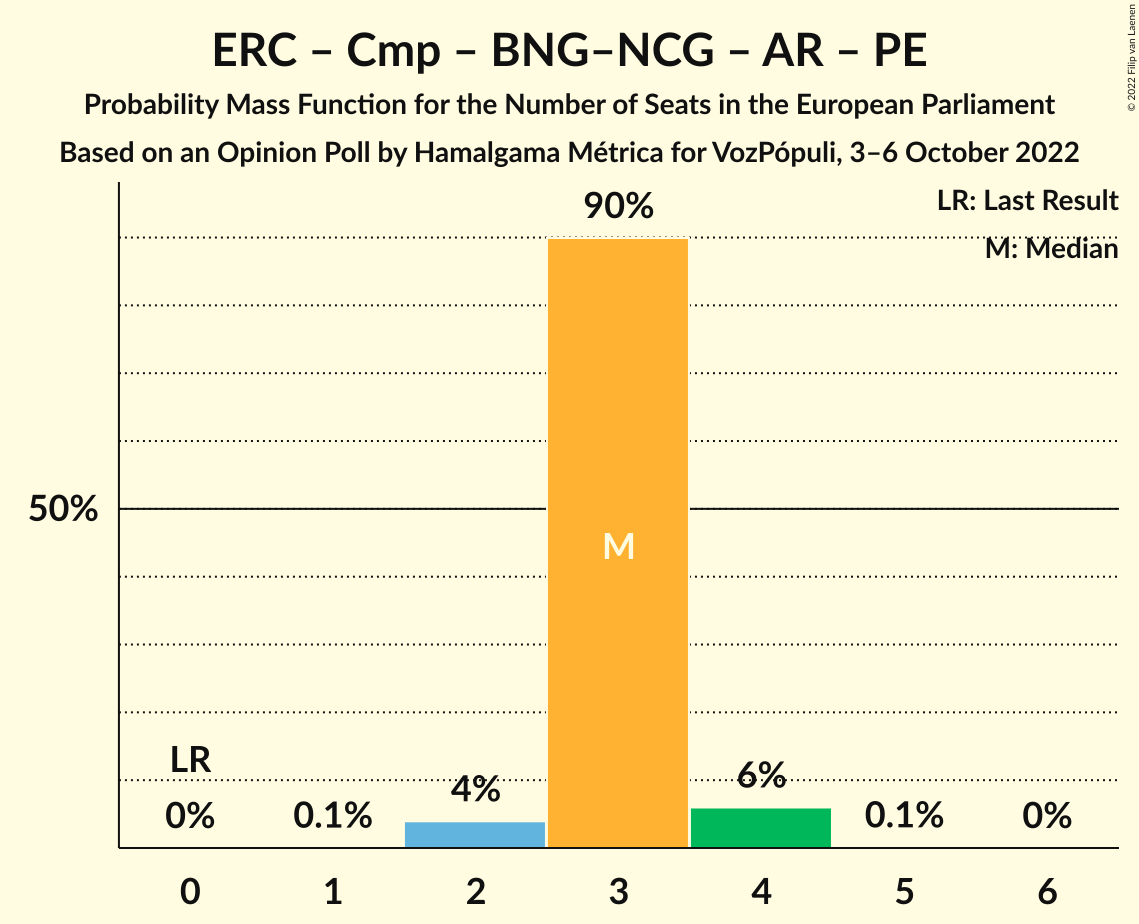 ERC – Cmp – BNG–NCG – AR – PE
Probability Mass Function for the Number of Seats in the European Parliament
Based on an Opinion Poll by Hamalgama Métrica for VozPópuli, 3–6 October 2022
© 2022 Filip van Laenen
LR: Last Result
M: Median
90%
50%
M
LR
0% 0.1% 4% 6% 0.1% 0%
0 1 2 3 4 5 6